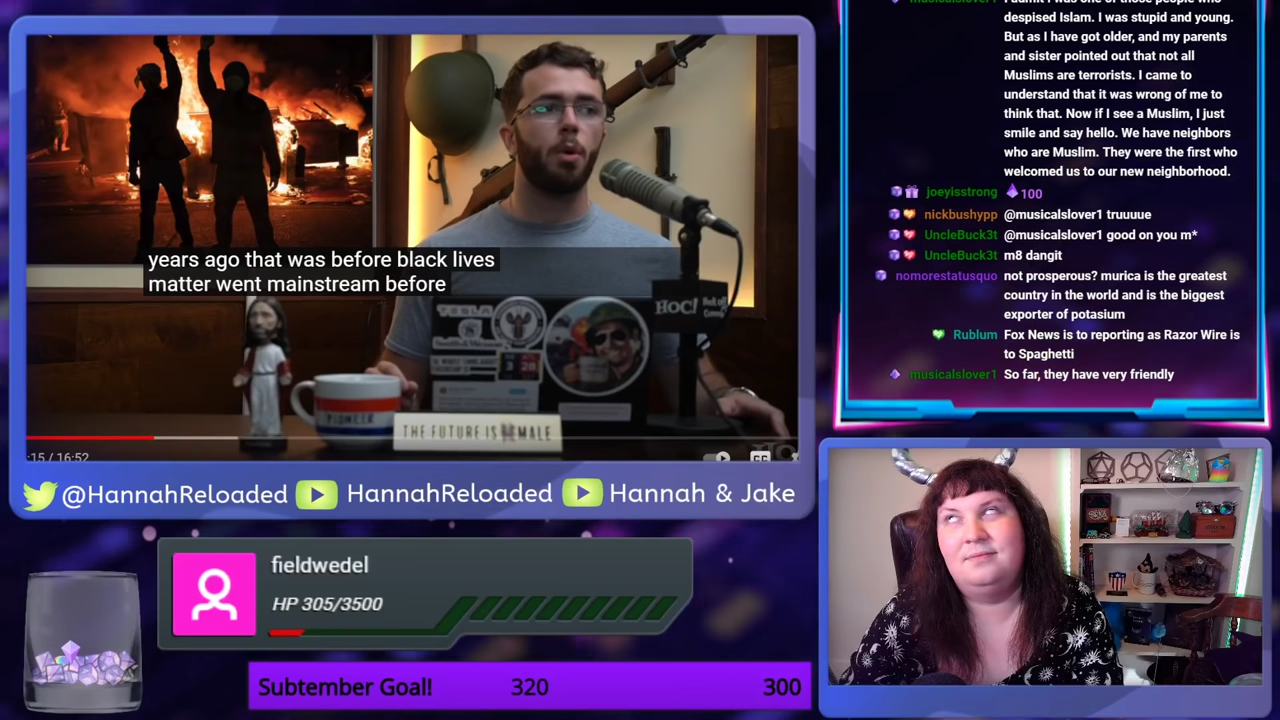 years ago that was before black lives
matter went mainstream before
TESLA
HOC!
PIONEER
THE FUTURE IS MALE
:15 / 16:52
CC
@HannahReloaded
HannahReloaded
Hannah & Jake
fieldwedel
HP 305/3500
Subtember Goal! 320 300
despised Islam. I was stupid and young.
But as I have got older, and my parents
and sister pointed out that not all
Muslims are terrorists. I came to
understand that it was wrong of me to
think that. Now if I see a Muslim, I just
smile and say hello. We have neighbors
who are Muslim. They were the first who
welcomed us to our new neighborhood.
joeyisstrong 100
nickbushypp @musicalslover1 truuuue
UncleBuck3t @musicalslover1 good on you m*
UncleBuck3t m8 dangit
nomorestatusquo not prosperous? murica is the greatest
country in the world and is the biggest
exporter of potasium
Rublum Fox News is to reporting as Razor Wire is
to Spaghetti
musicalslover1 So far, they have very friendly